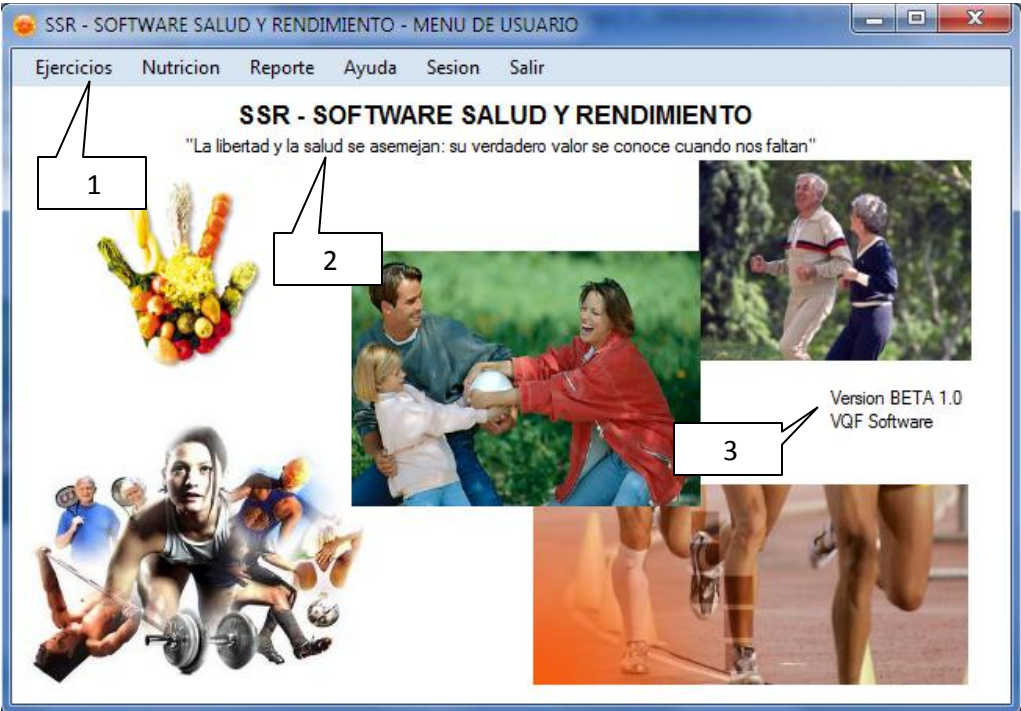 SSR - SOFTWARE SALUD Y RENDIMIENTO - MENU DE USUARIO
Ejercicios Nutricion Reporte Ayuda Sesion Salir
SSR - SOFTWARE SALUD Y RENDIMIENTO
"La libertad y la salud se asemejan: su verdadero valor se conoce cuando nos faltan"
1
2
Version BETA 1.0
VQF Software
3